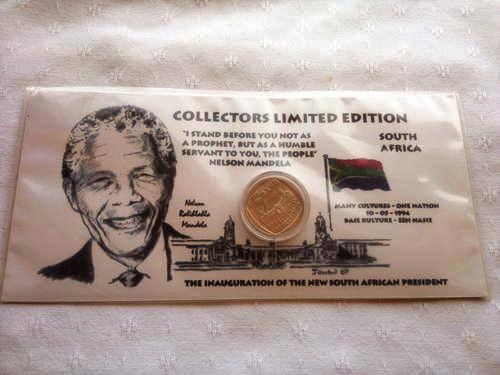 COLLECTORS LIMITED EDITION
"I STAND BEFORE YOU NOT AS
A PROPHET, BUT AS A HUMBLE
SERVANT TO YOU, THE PEOPLE'
NELSON MANDELA
SOUTH
AFRICA
Nelson
Rolihlahla
Mandela
MANY CULTURES - ONE NATION
10 - 05 - 1994
BAIE KULTURE - EEN NASIE
THE INAUGURATION OF THE NEW SOUTH AFRICAN PRESIDENT